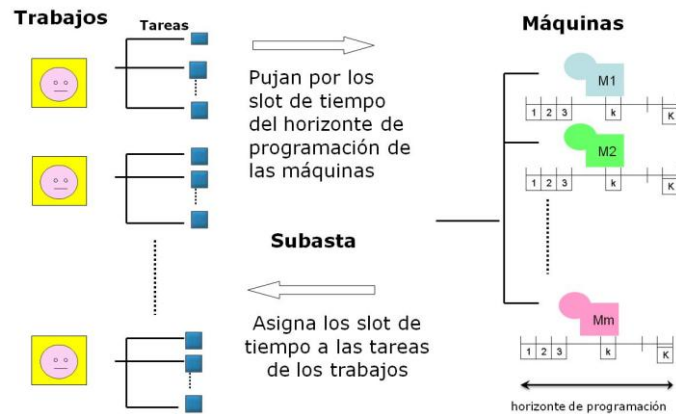 Trabajos
Tareas
Pujan por los
slot de tiempo
del horizonte de
programación de
las máquinas
Subasta
Asigna los slot de
tiempo a las tareas
de los trabajos
Máquinas
M1
1 2 3 k K
M2
1 2 3 k K
Mm
1 2 3 k K
horizonte de programación